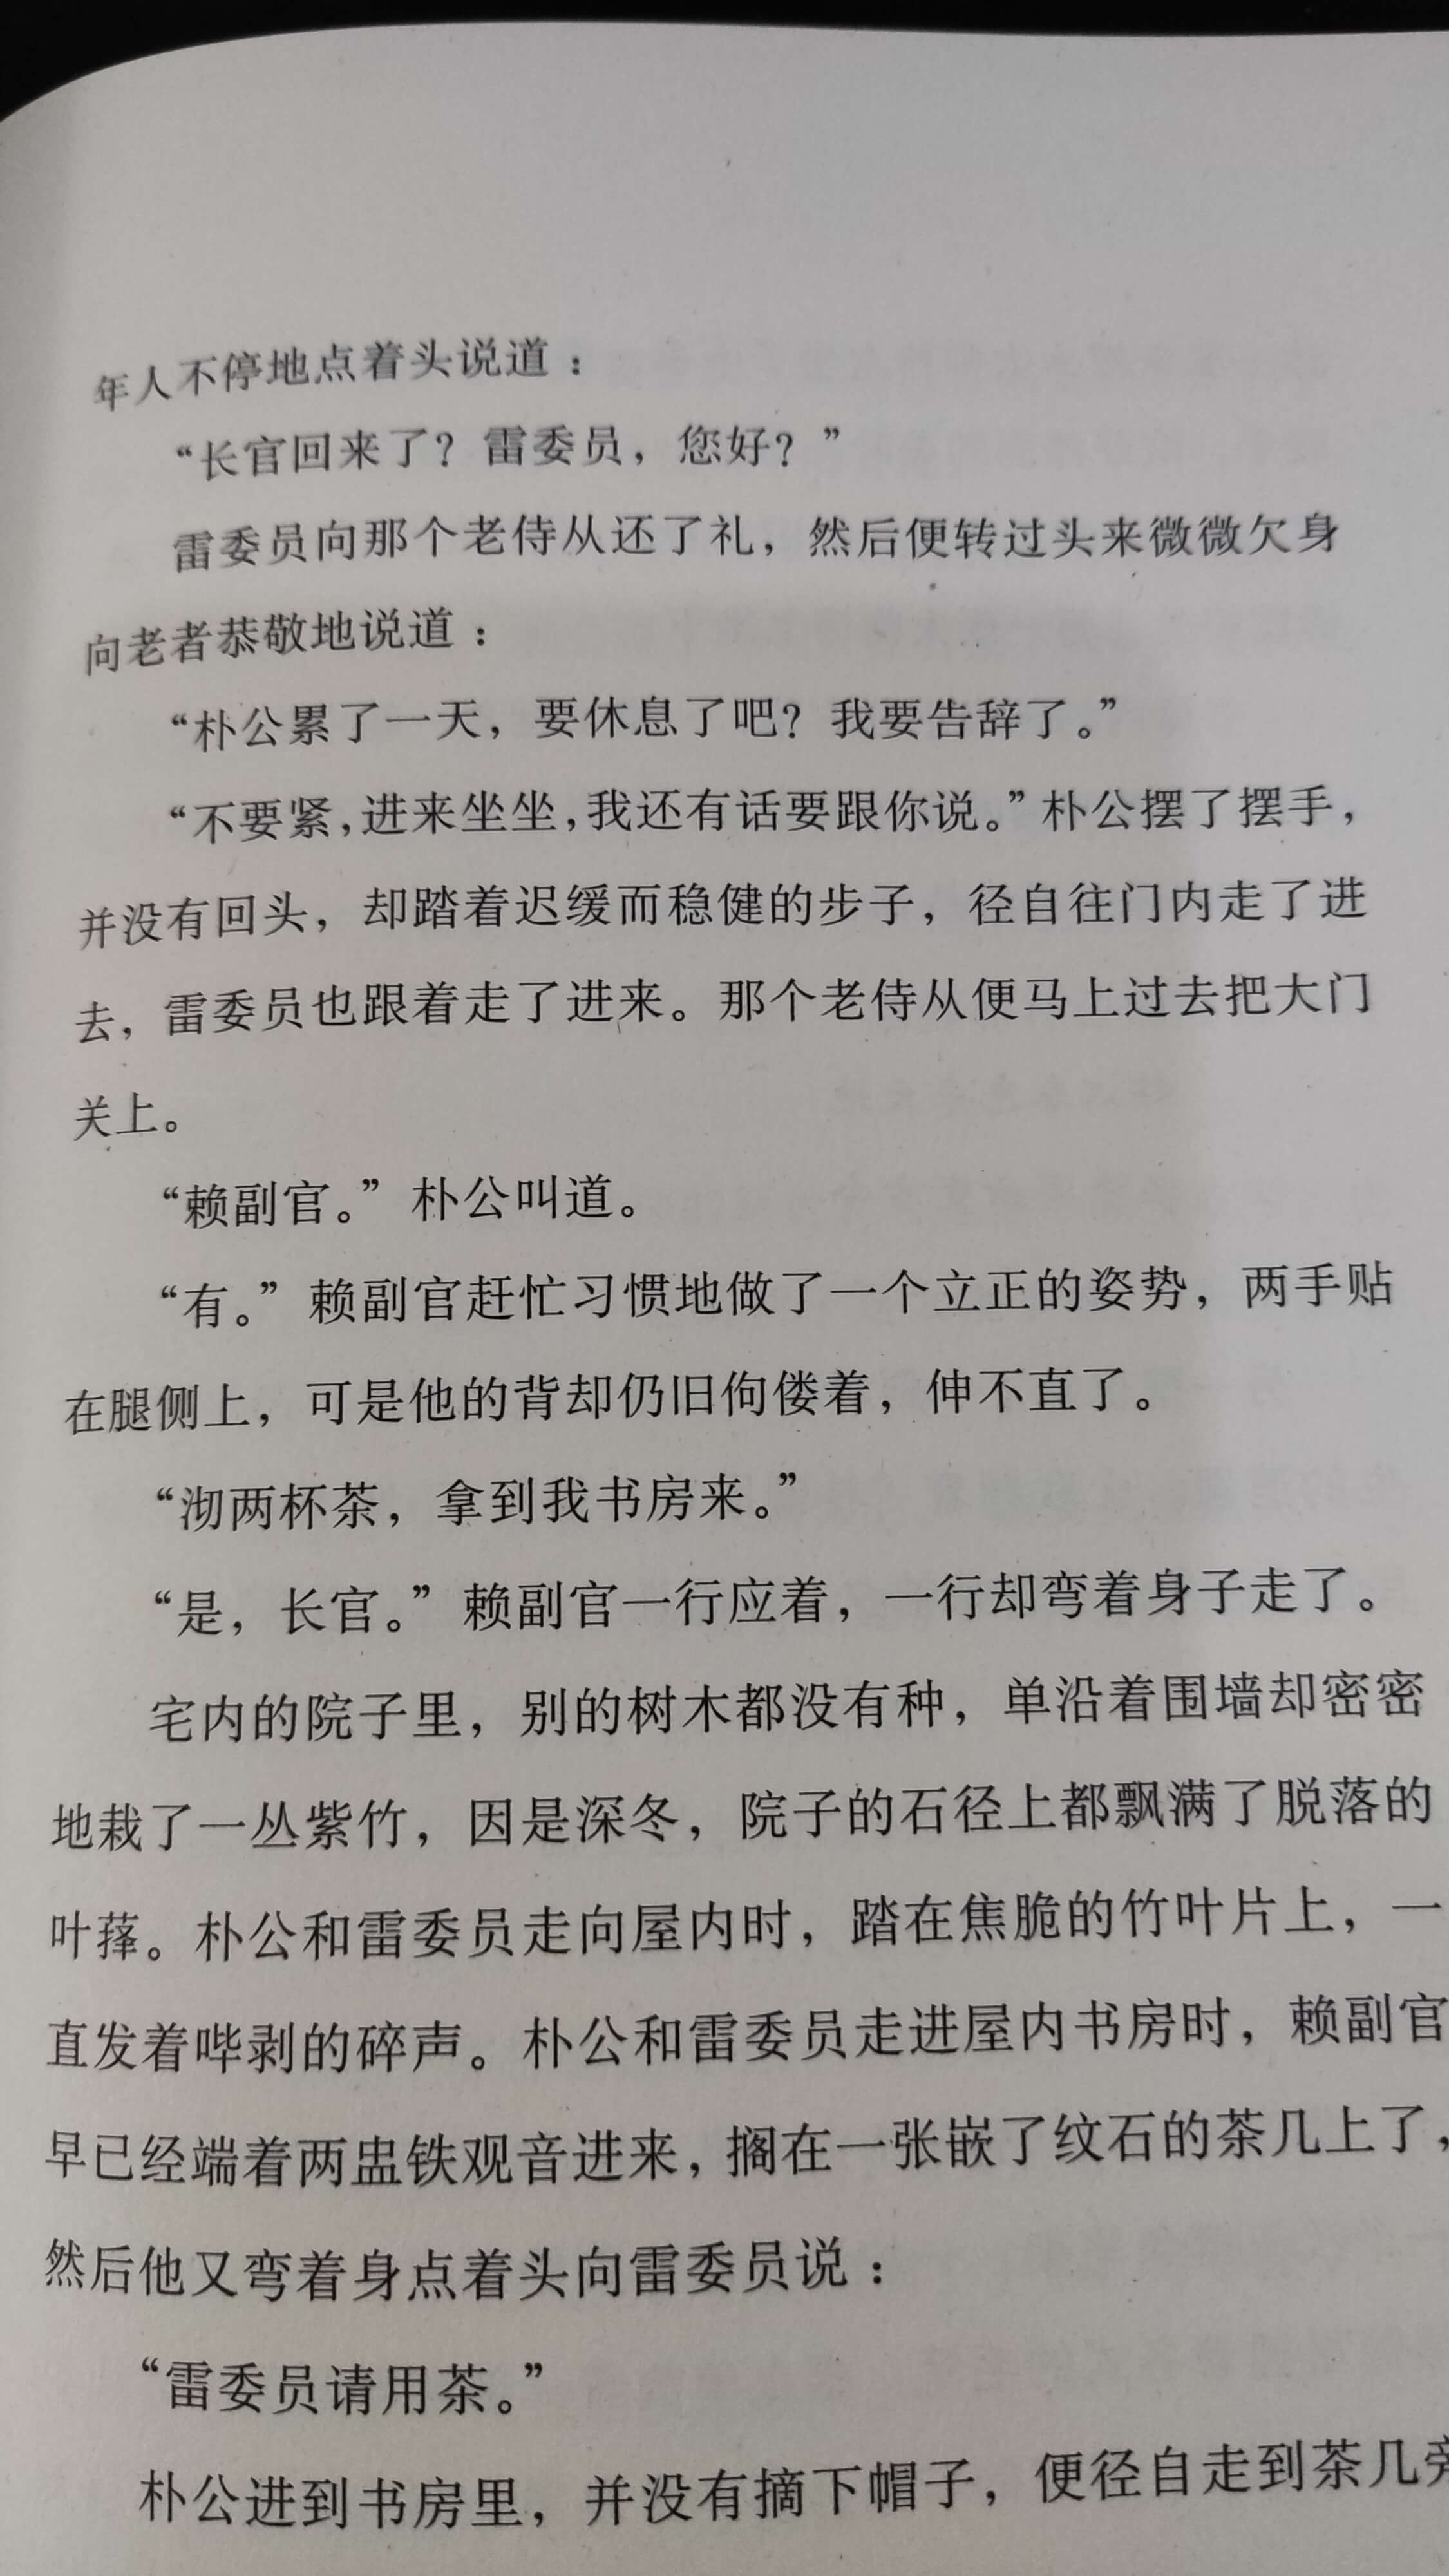 年人不停地点着头说道：
“长官回来了？雷委员，您好？”
雷委员向那个老侍从还了礼，然后便转过头来微微欠身
向老者恭敬地说道：
“朴公累了一天，要休息了吧？我要告辞了。”
“不要紧，进来坐坐，我还有话要跟你说。”朴公摆了摆手，
并没有回头，却踏着迟缓而稳健的步子，径自往门内走了进
去，雷委员也跟着走了进来。那个老侍从便马上过去把大门
关上。
“赖副官。”朴公叫道。
“有。”赖副官赶忙习惯地做了一个立正的姿势，两手贴
在腿侧上，可是他的背却仍旧佝偻着，伸不直了。
“沏两杯茶，拿到我书房来。”
“是，长官。”赖副官一行应着，一行却弯着身子走了。
宅内的院子里，别的树木都没有种，单沿着围墙却密密
地栽了一丛紫竹，因是深冬，院子的石径上都飘满了脱落的
叶萚。朴公和雷委员走向屋内时，踏在焦脆的竹叶片上，一
直发着哔剥的碎声。朴公和雷委员走进屋内书房时，赖副官
早已经端着两盅铁观音进来，搁在一张嵌了纹石的茶几上了，
然后他又弯着身点着头向雷委员说：
“雷委员请用茶。”
朴公进到书房里，并没有摘下帽子，便径自走到茶几旁